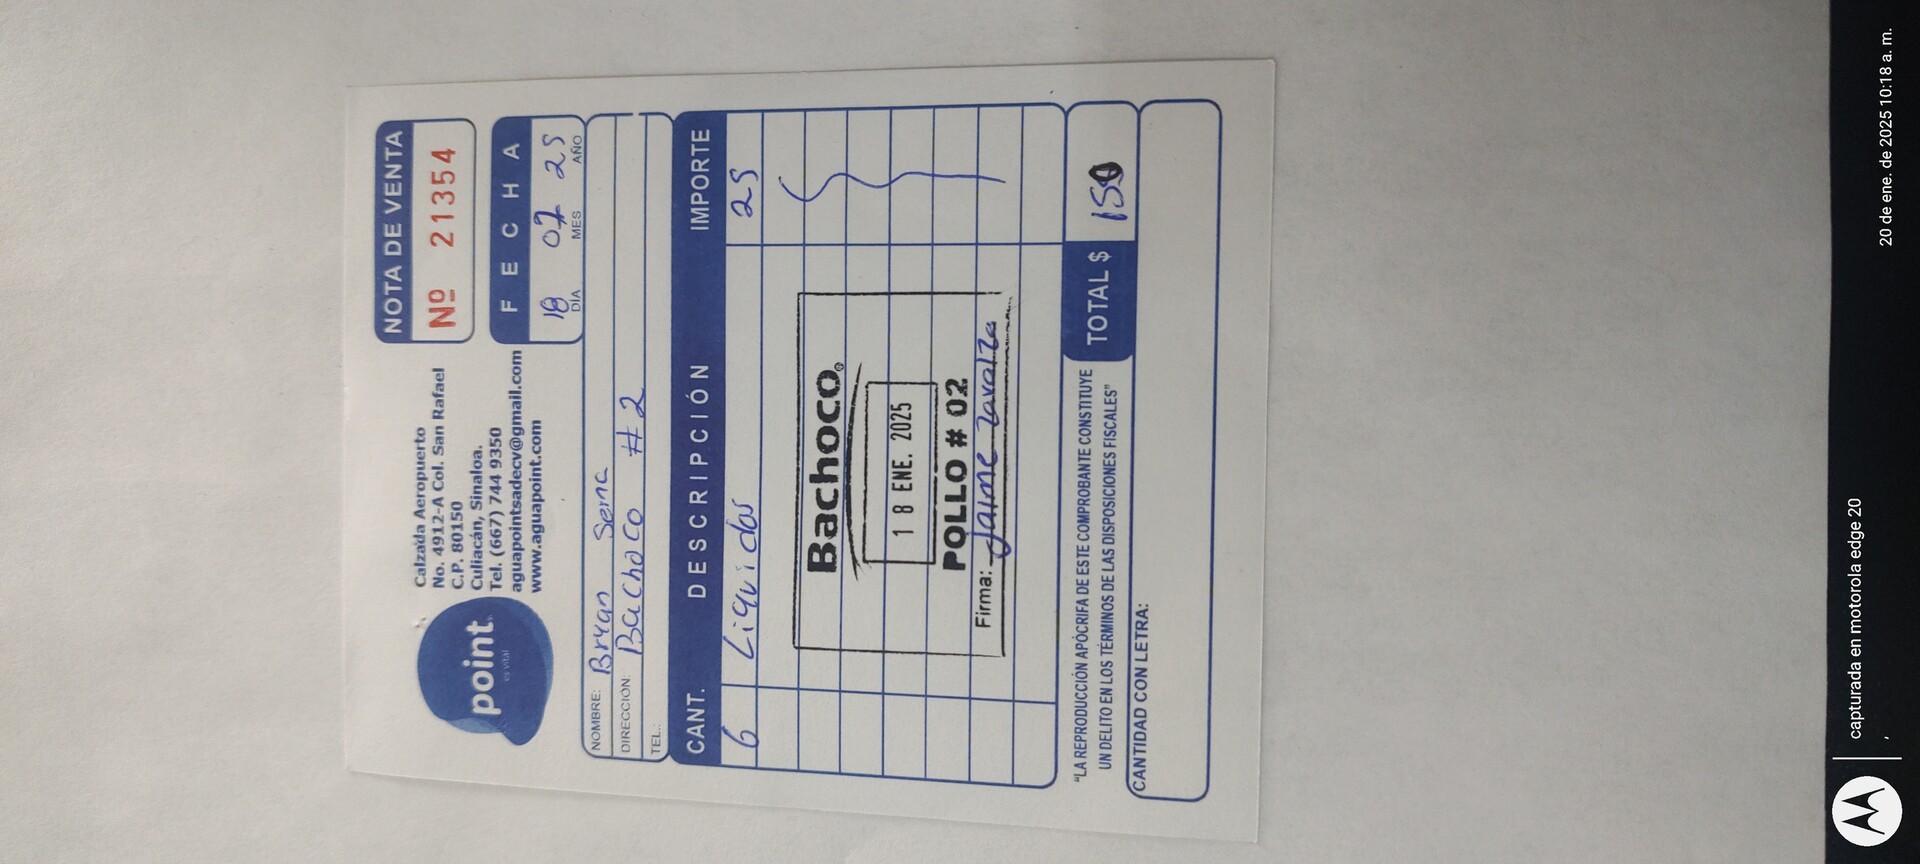 point
es vital
Calzada Aeropuerto
No. 4912-A Col. San Rafael
C.P. 80150
Culiacán, Sinaloa.
Tel. (667) 744 9350
aguapointsadecv@gmail.com
www.aguapoint.com
NOTA DE VENTA
Nº 21354
FECHA
18 07 25
DÍA MES AÑO
NOMBRE: Bryan
DIRECCIÓN: Bachoco #2
TEL.:
CANT. DESCRIPCIÓN IMPORTE
6 Liquidos 25
Bachoco®
18 ENE. 2025
POLLO # 02
Firma: Jaime Zavalza
"LA REPRODUCCIÓN APÓCRIFA DE ESTE COMPROBANTE CONSTITUYE
UN DELITO EN LOS TÉRMINOS DE LAS DISPOSICIONES FISCALES"
TOTAL $ 150
CANTIDAD CON LETRA:
capturada en motorola edge 20
,
20 de ene. de 2025 10:18 a. m.